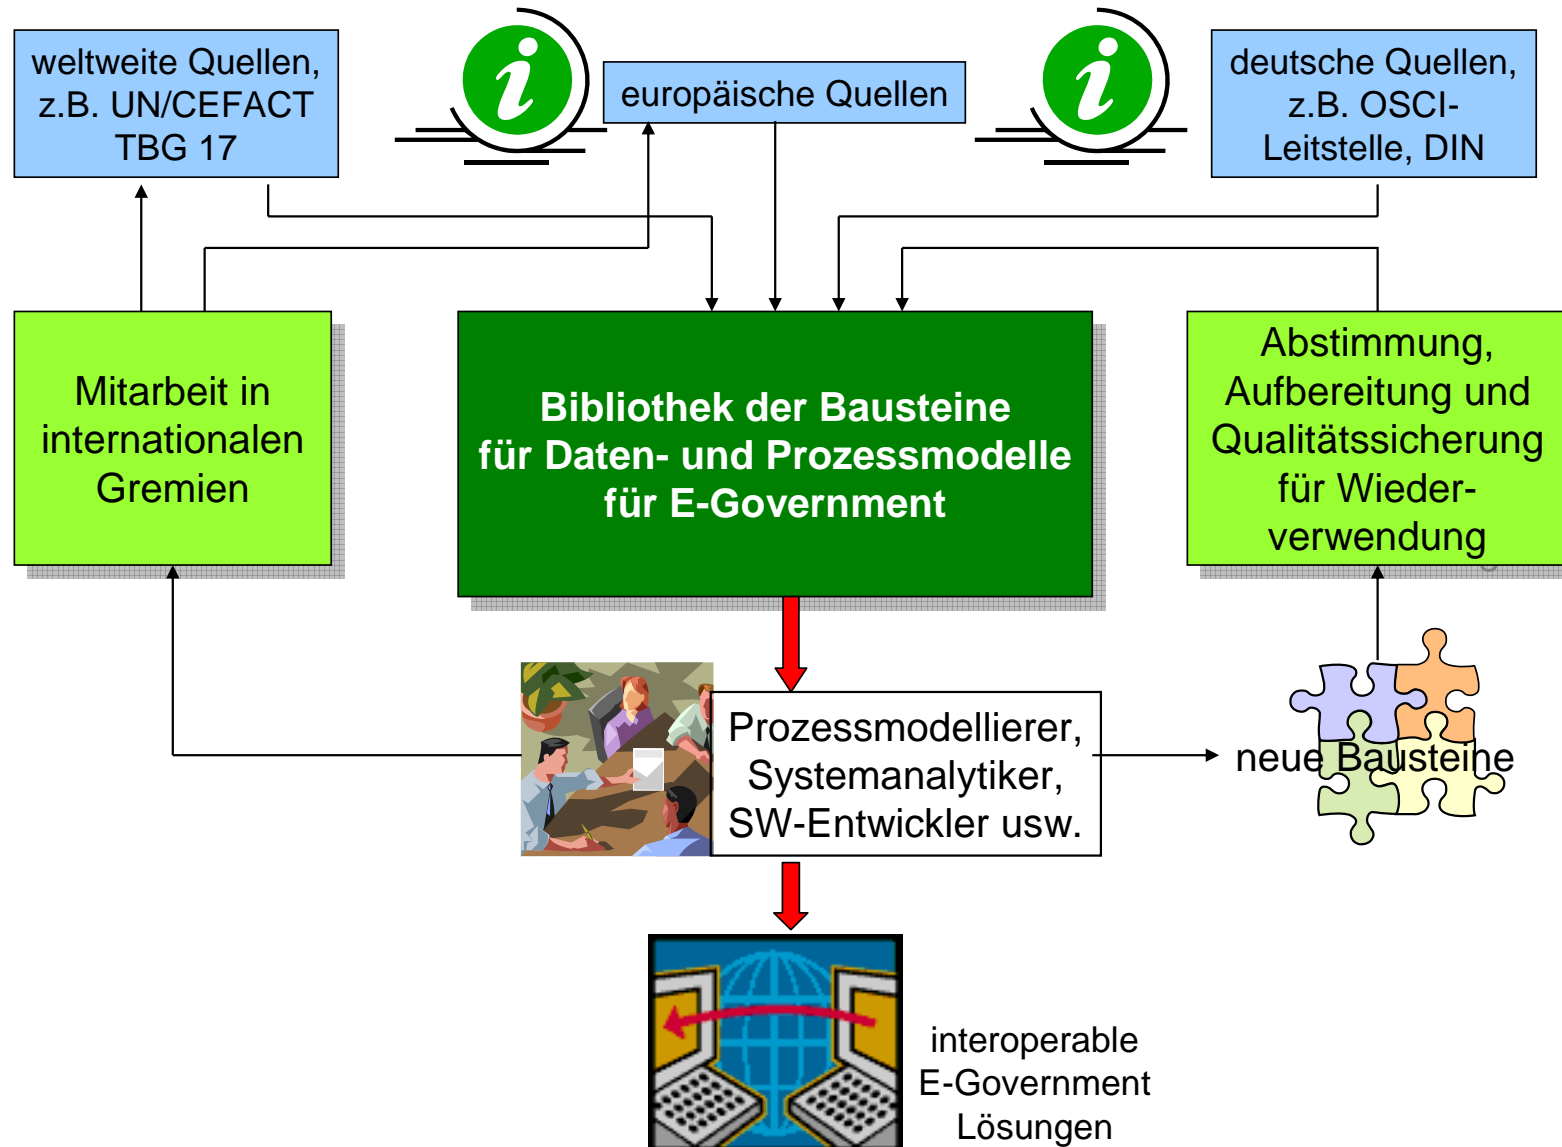 weltweite Quellen,
z.B. UN/CEFACT
TBG 17
europäische Quellen
deutsche Quellen,
z.B. OSCI-
Leitstelle, DIN
Mitarbeit in
internationalen
Gremien
Bibliothek der Bausteine
für Daten- und Prozessmodelle
für E-Government
Abstimmung,
Aufbereitung und
Qualitätssicherung
für Wieder-
verwendung
Prozessmodellierer,
Systemanalytiker,
SW-Entwickler usw.
neue Bausteine
interoperable
E-Government
Lösungen